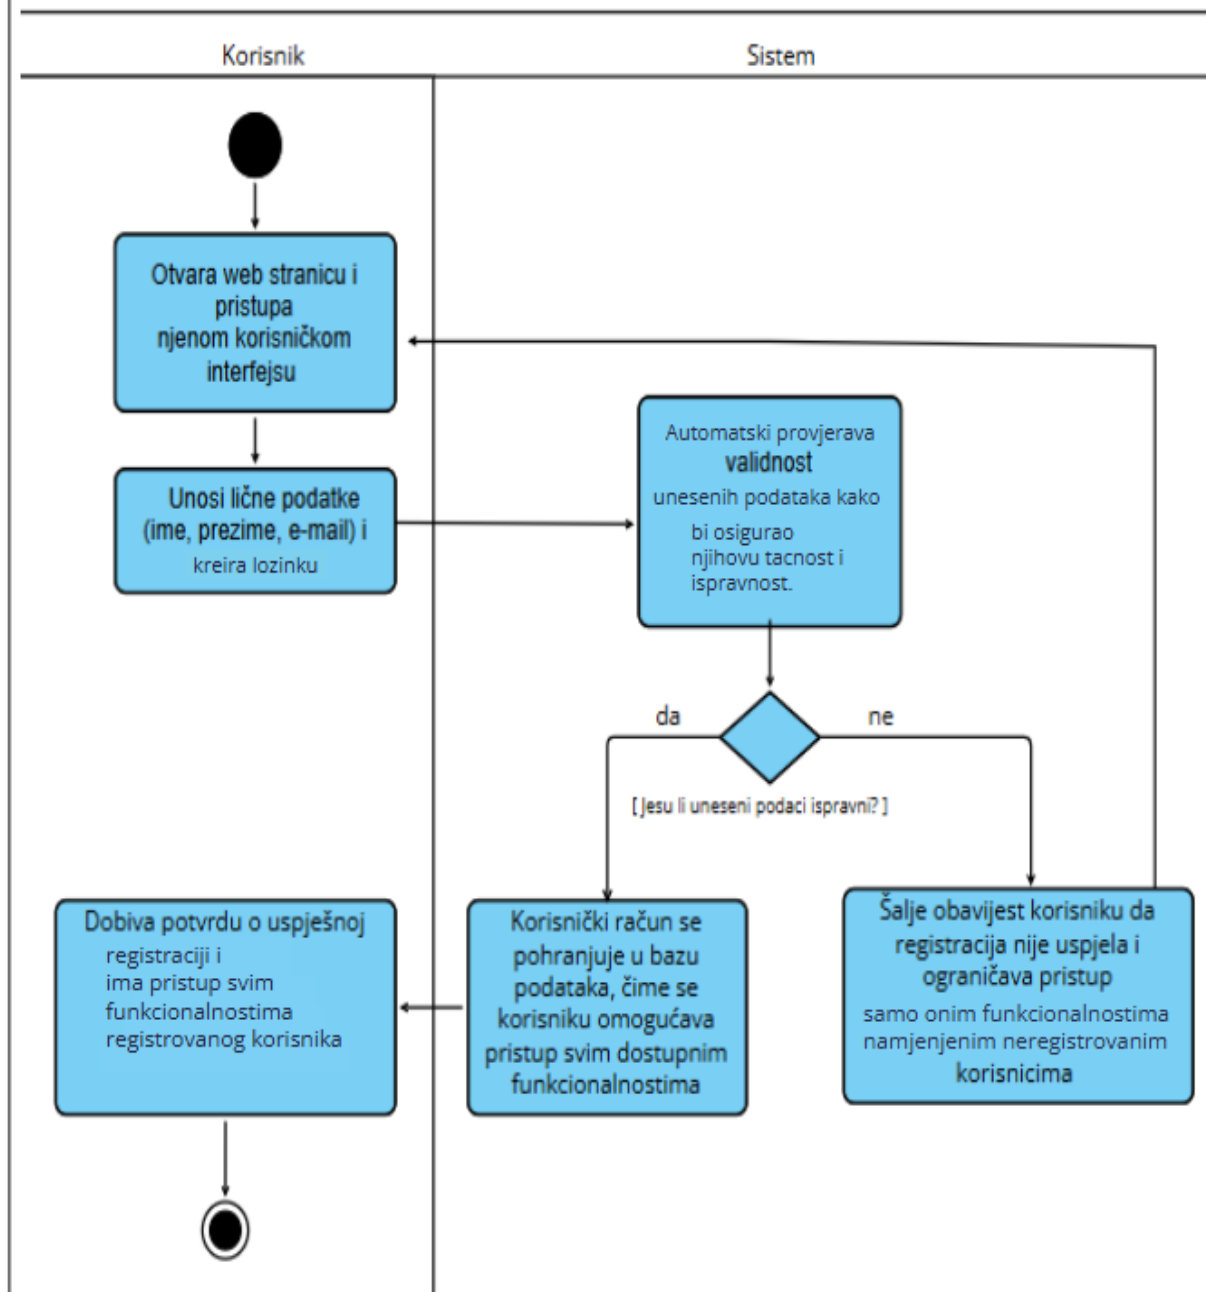 Korisnik
Sistem
Otvara web stranicu i
pristupa
njenom korisničkom
interfejsu
Unosi lične podatke
(ime, prezime, e-mail) i
kreira lozinku
Automatski provjerava
validnost
unesenih podataka kako
bi osigurao
njihovu tacnost i
ispravnost.
da
ne
[ Jesu li uneseni podaci ispravni? ]
Dobiva potvrdu o uspješnoj
registraciji i
ima pristup svim
funkcionalnostima
registrovanog korisnika
Korisnički račun se
pohranjuje u bazu
podataka, čime se
korisniku omogućava
pristup svim dostupnim
funkcionalnostima
Šalje obavijest korisniku da
registracija nije uspjela i
ograničava pristup
samo onim funkcionalnostima
namjenjenim neregistrovanim
korisnicima